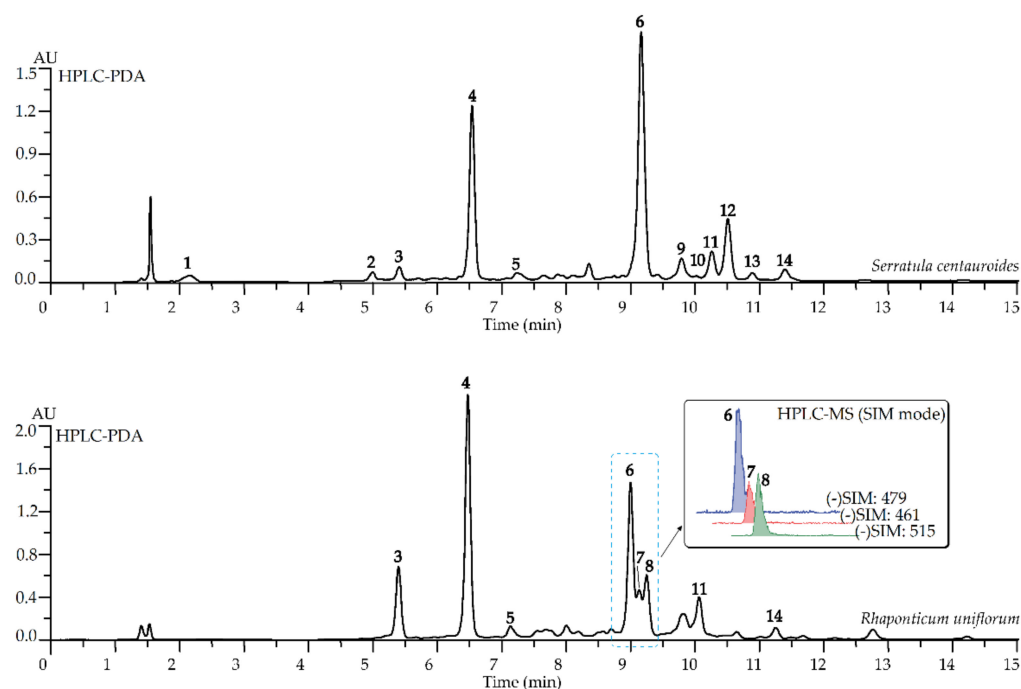 AU
HPLC-PDA
1.5
1.2
0.9
0.6
0.3
0.0
1
2
3
4
5
6
9
10
11
12
13
14
Serratula centauroides
0 1 2 3 4 5 6 7 8 9 10 11 12 13 14 15
Time (min)
AU
HPLC-PDA
2.0
1.6
1.2
0.8
0.4
0.0
3
4
5
6
7
8
11
14
HPLC-MS (SIM mode)
6
7
8
(-)SIM: 479
(-)SIM: 461
(-)SIM: 515
Rhaponticum uniflorum
0 1 2 3 4 5 6 7 8 9 10 11 12 13 14 15
Time (min)